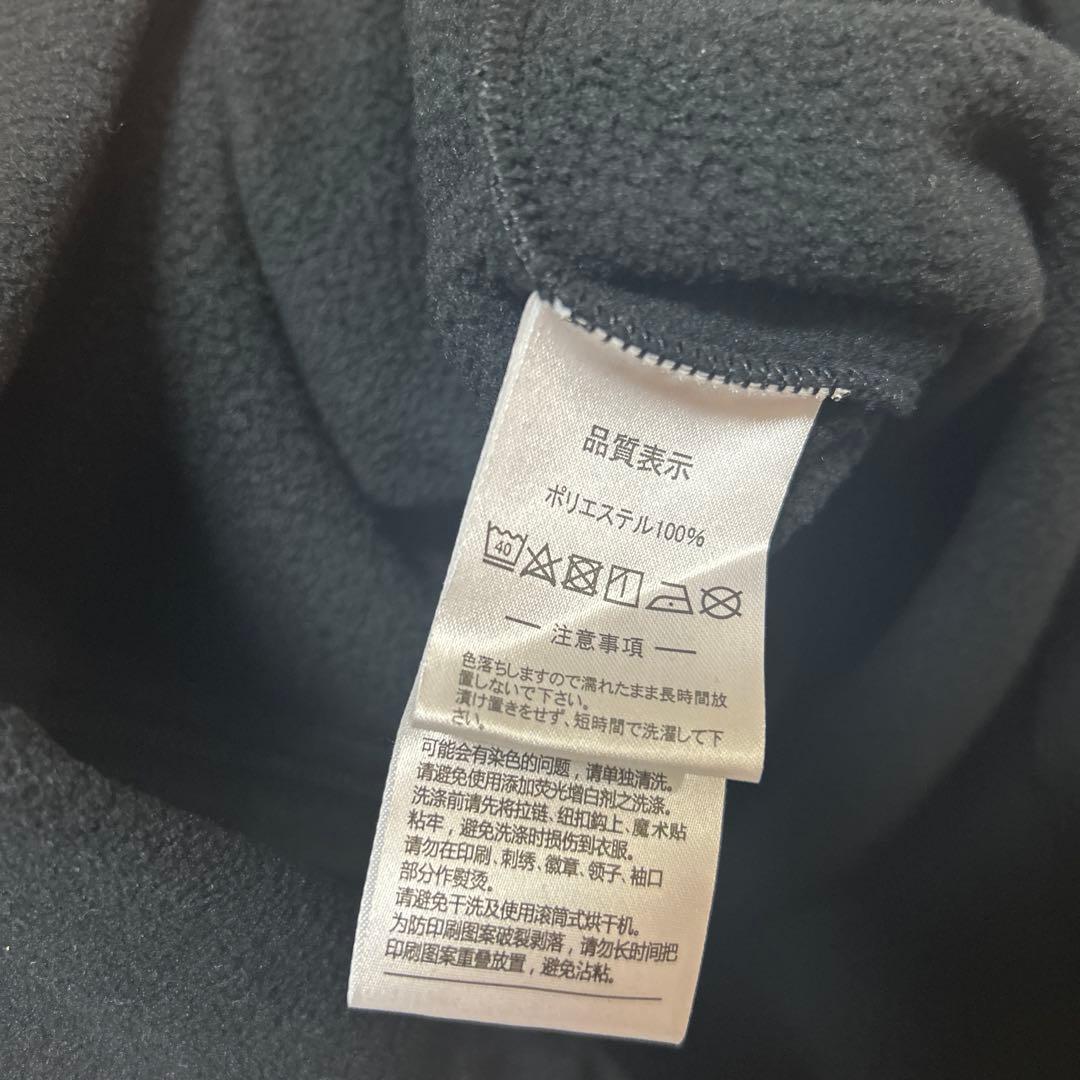 品質表示
ポリエステル100%
40
注意事項
色落ちしますので濡れたまま長時間放
置しないで下さい。
漬け置きをせず、短時間で洗濯して下
さい。
可能会有染色的问题，请单独清洗。
请避免使用添加荧光增白剂之洗涤。
洗涤前请先将拉链、纽扣鈎上、魔术贴
粘牢，避免洗涤时损伤到衣服。
请勿在印刷、刺绣、徽章、领子、袖口
部分作熨烫。
请避免干洗及使用滚筒式烘干机。
为防印刷图案破裂剥落，请勿长时间把
印刷图案重叠放置，避免沾粘。